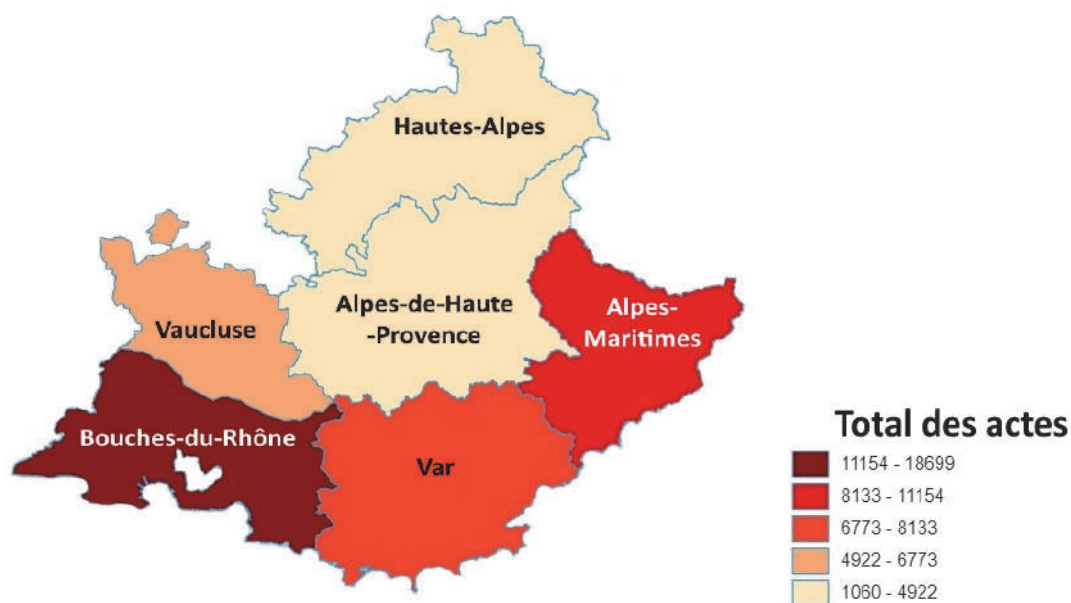 Hautes-Alpes
Alpes-de-Haute
-Provence
Alpes-
Maritimes
Vaucluse
Bouches-du-Rhône
Var
Total des actes
11154 - 18699
8133 - 11154
6773 - 8133
4922 - 6773
1060 - 4922